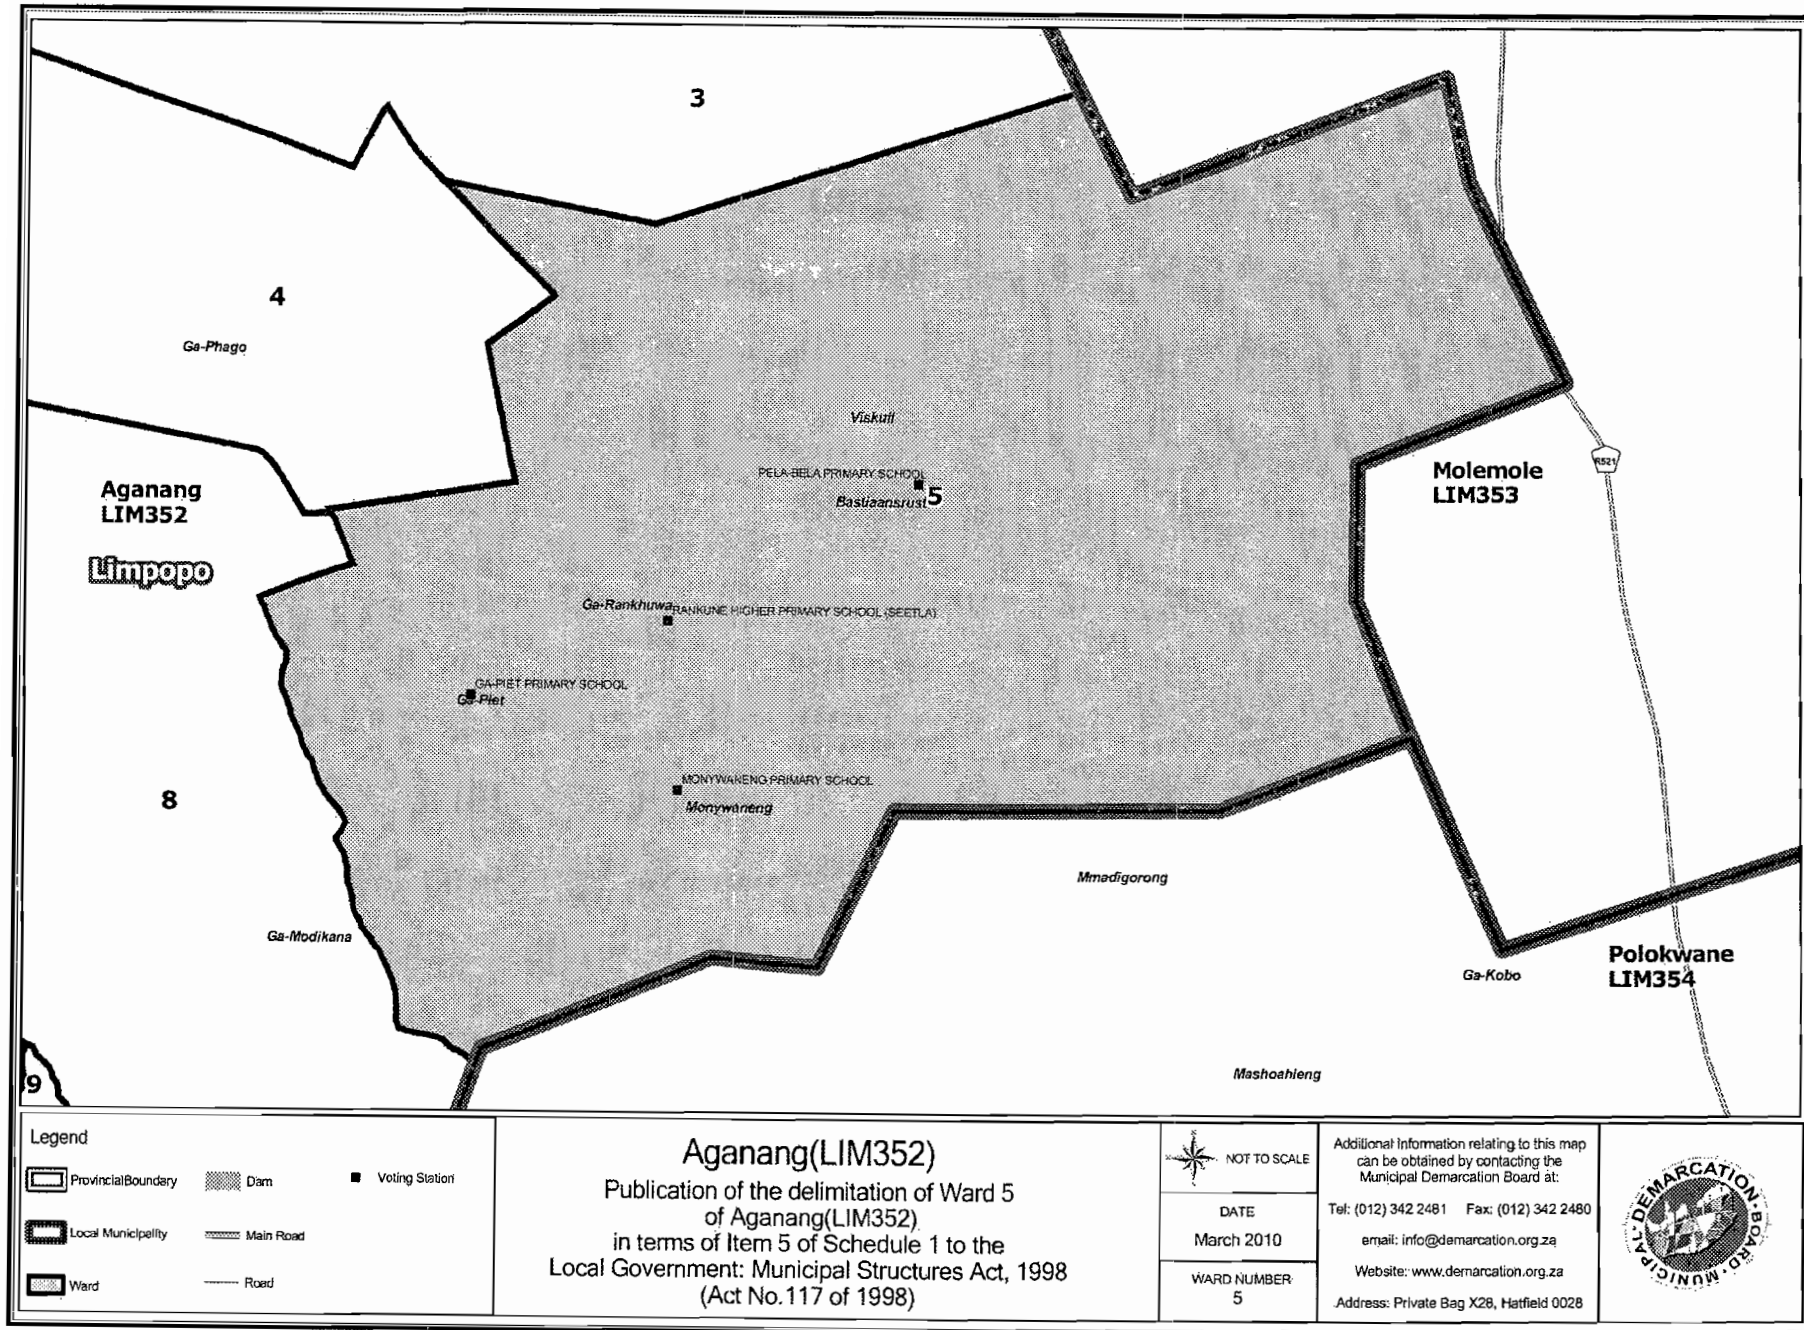 3
4
Ga-Phago
Viskuil
PELA-BELA PRIMARY SCHOOL
5
Bastiaansrust
Aganang
LIM352
Limpopo
Molemole
LIM353
R521
Ga-Rankhuwa
RANKUNE HIGHER PRIMARY SCHOOL (SEETLA)
GA-PIET PRIMARY SCHOOL
Ga-Piet
MONYWANENG PRIMARY SCHOOL
Monywaneng
8
Mmadigorong
Ga-Modikana
Ga-Kobo
Polokwane
LIM354
Mashoahleng
9
Legend
ProvincialBoundary
Dam
Voting Station
Local Municipality
Main Road
Ward
Road
Aganang(LIM352)
Publication of the delimitation of Ward 5
of Aganang(LIM352)
in terms of Item 5 of Schedule 1 to the
Local Government: Municipal Structures Act, 1998
(Act No.117 of 1998)
NOT TO SCALE
DATE
March 2010
WARD NUMBER
5
Additional Information relating to this map
can be obtained by contacting the
Municipal Demarcation Board at:
Tel: (012) 342 2481 Fax: (012) 342 2480
email: info@demarcation.org.za
Website: www.demarcation.org.za
Address: Private Bag X28, Hatfield 0028
MUNICIPAL DEMARCATION BOARD